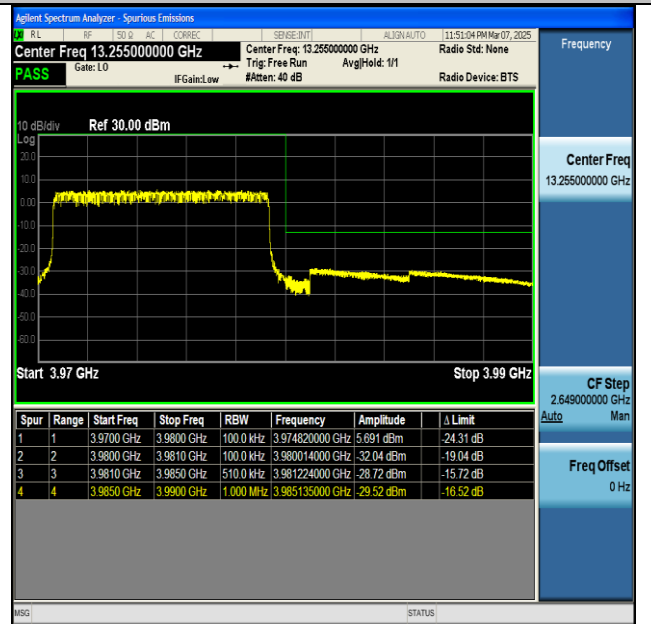 Agilent Spectrum Analyzer - Spurious Emissions
LXI RL RF 50 Ω AC CORREC SENSE:INT ALIGN AUTO 11:51:04 PM Mar 07, 2025
Center Freq 13.255000000 GHz Center Freq: 13.255000000 GHz Radio Std: None Frequency
PASS Gate: LO Trig: Free Run Avg|Hold: 1/1
IFGain:Low #Atten: 40 dB Radio Device: BTS
10 dB/div Ref 30.00 dBm
Log
20.0
10.0
0.00
-10.0
-20.0
-30.0
-40.0
-50.0
-60.0
Start 3.97 GHz Stop 3.99 GHz
Center Freq
13.255000000 GHz
CF Step
2.649000000 GHz
Auto Man
Freq Offset
0 Hz
Spur Range Start Freq Stop Freq RBW Frequency Amplitude Δ Limit
1 1 3.9700 GHz 3.9800 GHz 100.0 kHz 3.974820000 GHz 5.691 dBm -24.31 dB
2 2 3.9800 GHz 3.9810 GHz 100.0 kHz 3.980014000 GHz -32.04 dBm -19.04 dB
3 3 3.9810 GHz 3.9850 GHz 510.0 kHz 3.981224000 GHz -28.72 dBm -15.72 dB
4 4 3.9850 GHz 3.9900 GHz 1.000 MHz 3.985135000 GHz -29.52 dBm -16.52 dB
MSG STATUS